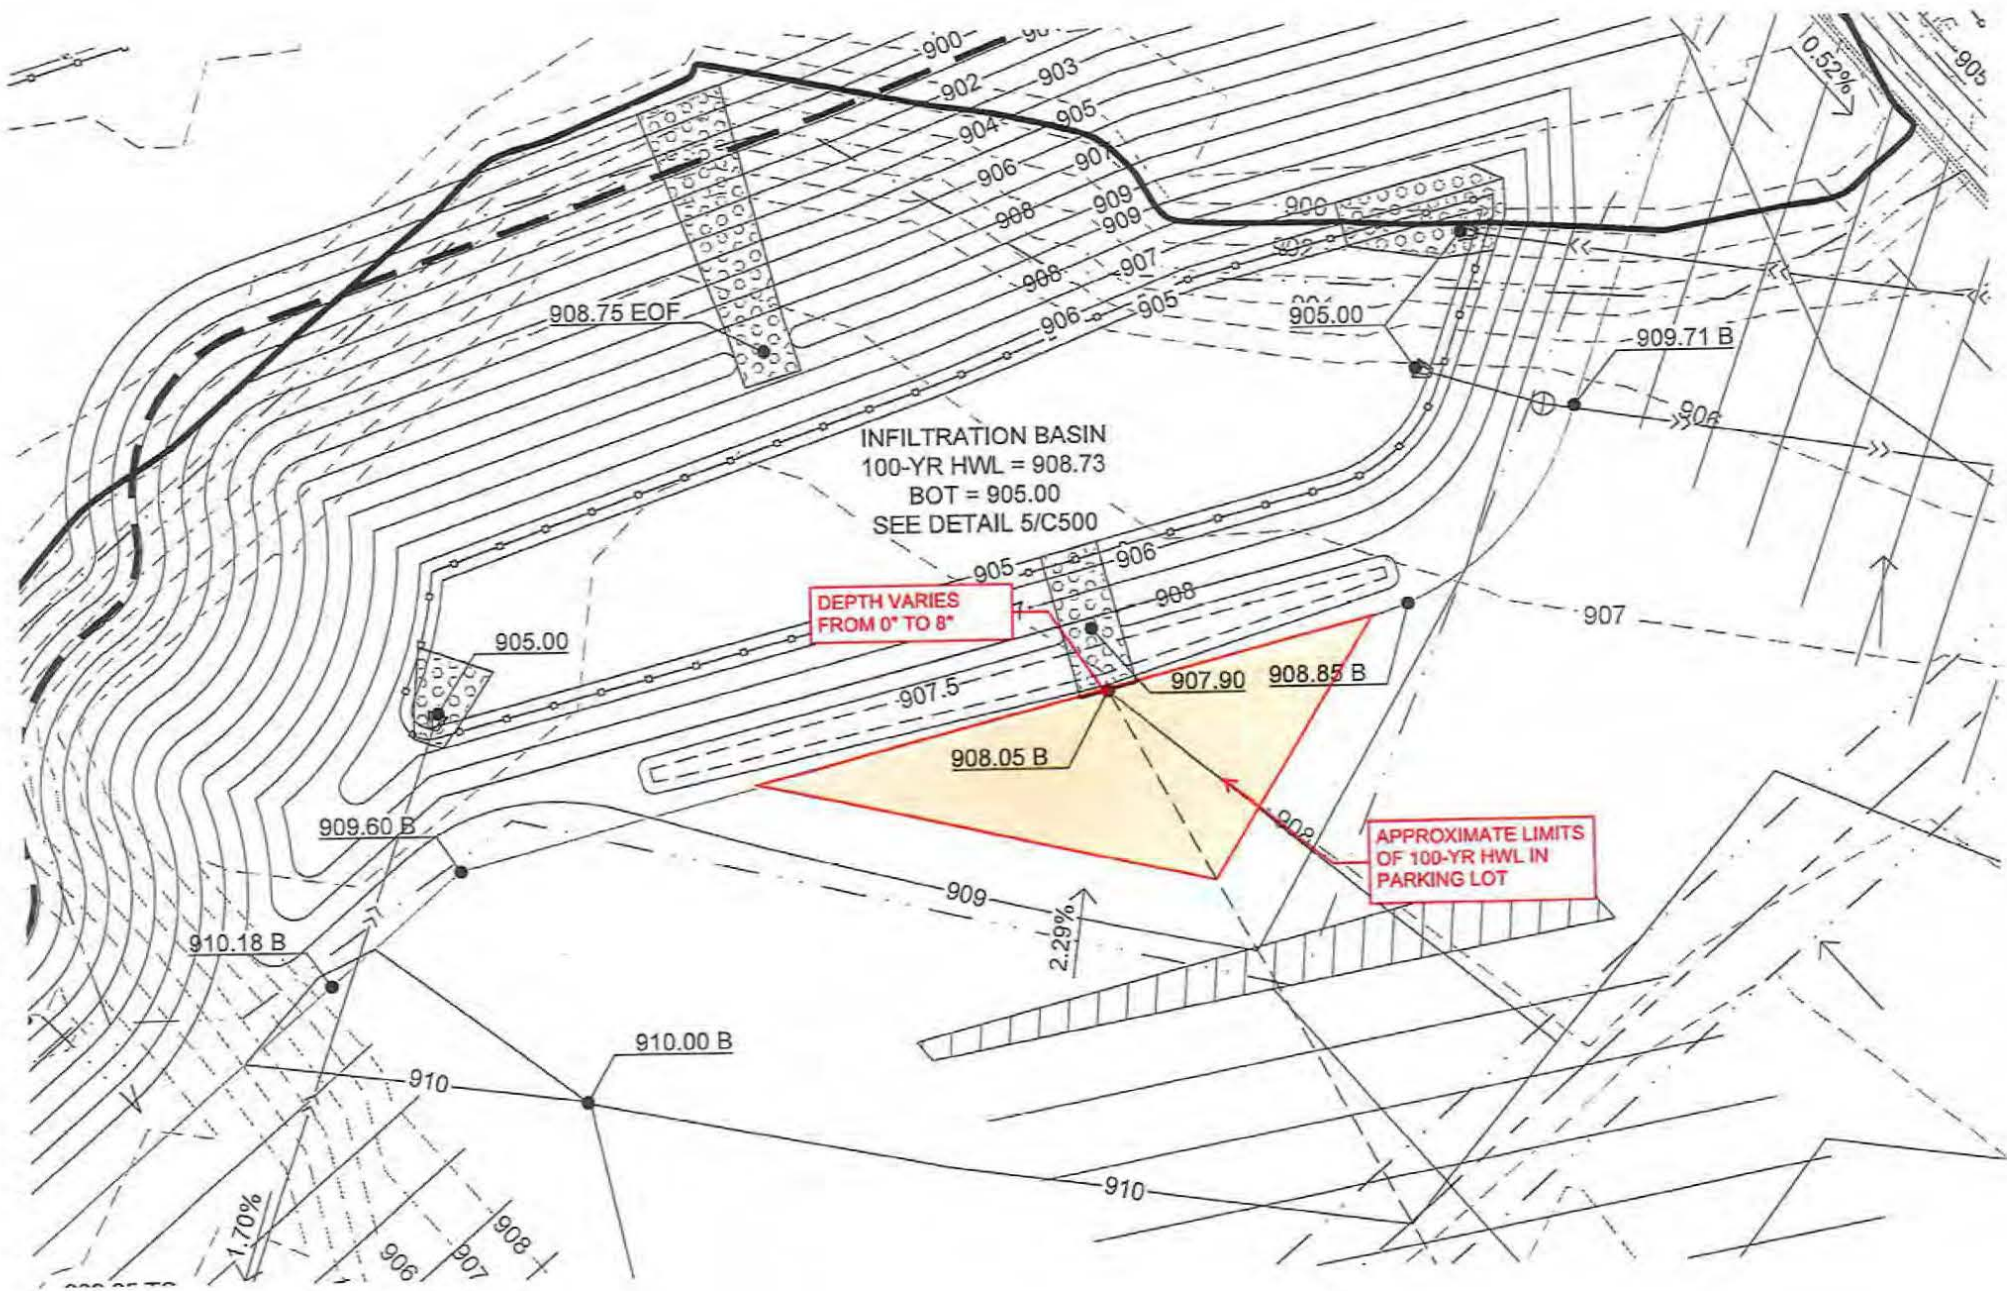 900
902
903
905
904
905
906
907
909
909
908
907
908
906
905
0.52%
908.75 EOF
905.00
909.71 B
906
INFILTRATION BASIN
100-YR HWL = 908.73
BOT = 905.00
SEE DETAIL 5/C500
905
906
908
DEPTH VARIES
FROM 0" TO 8"
907
905.00
907.5
907.90
908.85 B
908.05 B
908
909.60 B
APPROXIMATE LIMITS
OF 100-YR HWL IN
PARKING LOT
909
2.29%
910.18 B
910.00 B
910
910
1.70%
906
907
908